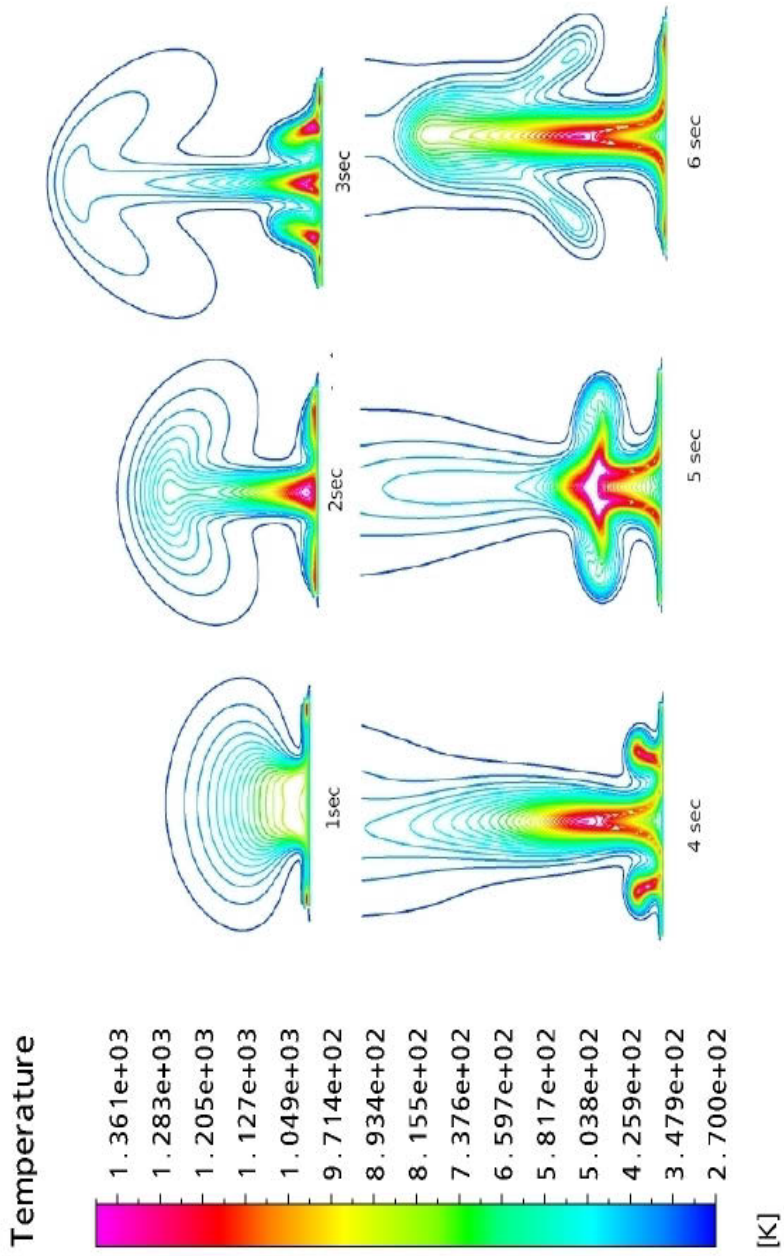 Temperature
1.361e+03
1.283e+03
1.205e+03
1.127e+03
1.049e+03
9.714e+02
8.934e+02
8.155e+02
7.376e+02
6.597e+02
5.817e+02
5.038e+02
4.259e+02
3.479e+02
2.700e+02
[K]
1sec
2sec
3sec
4 sec
5 sec
6 sec